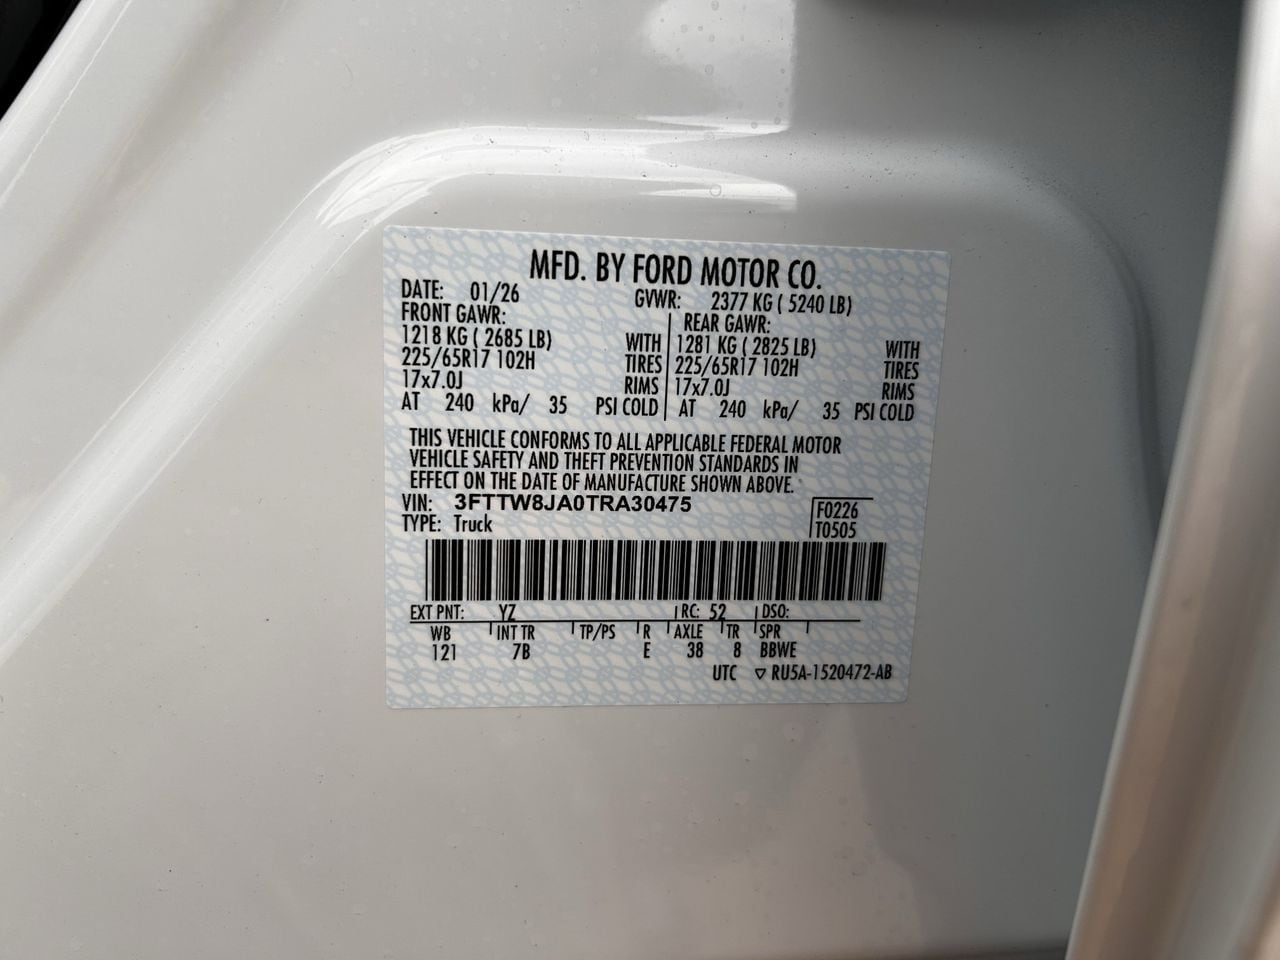 MFD. BY FORD MOTOR CO.
DATE: 01/26 GVWR: 2377 KG ( 5240 LB)
FRONT GAWR: REAR GAWR:
1218 KG ( 2685 LB) WITH 1281 KG ( 2825 LB) WITH
225/65R17 102H TIRES 225/65R17 102H TIRES
17x7.0J RIMS 17x7.0J RIMS
AT 240 kPa/ 35 PSI COLD AT 240 kPa/ 35 PSI COLD
THIS VEHICLE CONFORMS TO ALL APPLICABLE FEDERAL MOTOR
VEHICLE SAFETY AND THEFT PREVENTION STANDARDS IN
EFFECT ON THE DATE OF MANUFACTURE SHOWN ABOVE.
VIN: 3FTTW8JA0TRA30475 F0226
TYPE: Truck T0505
EXT PNT: YZ RC: 52 DSO:
WB INT TR TP/PS R AXLE TR SPR
121 7B E 38 8 BBWE
UTC ▽ RU5A-1520472-AB